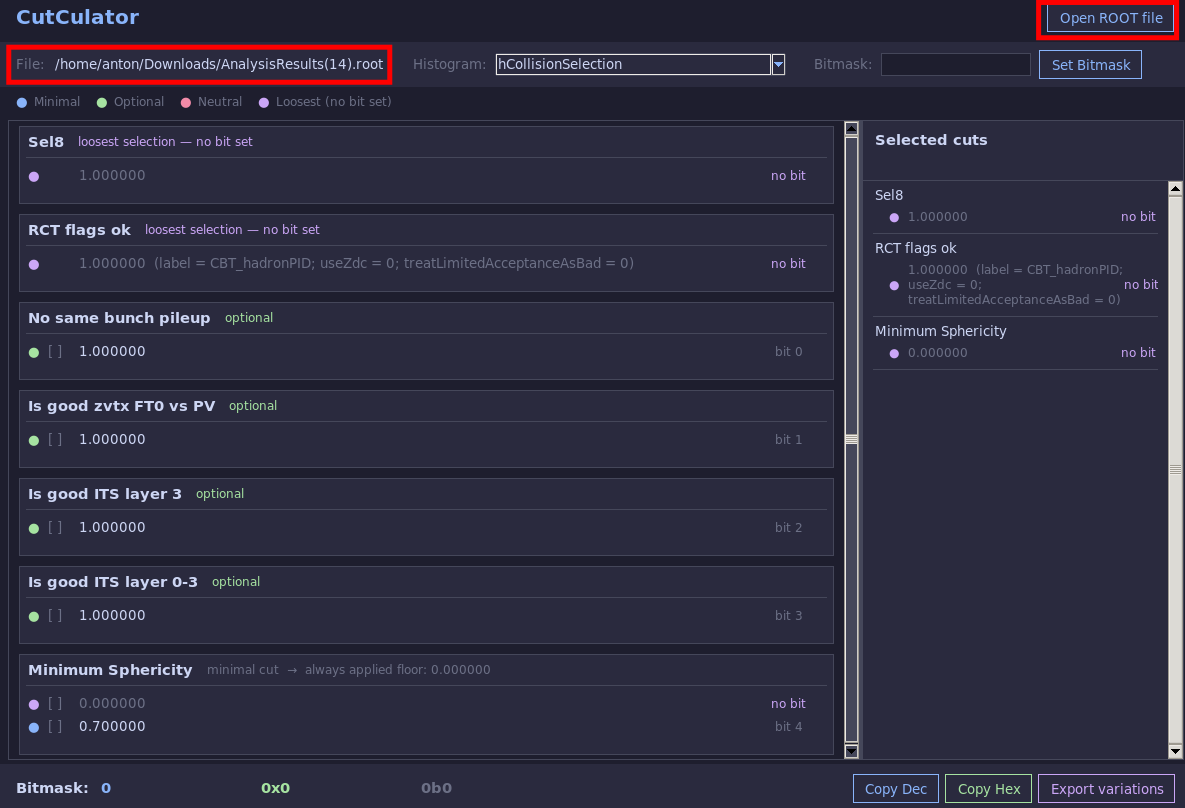 CutCulator
Open ROOT file
File: /home/anton/Downloads/AnalysisResults(14).root Histogram: hCollisionSelection Bitmask: Set Bitmask
Minimal Optional Neutral Loosest (no bit set)
Sel8 loosest selection — no bit set
1.000000 no bit
RCT flags ok loosest selection — no bit set
1.000000 (label = CBT_hadronPID; useZdc = 0; treatLimitedAcceptanceAsBad = 0) no bit
No same bunch pileup optional
[ ] 1.000000 bit 0
Is good zvtx FT0 vs PV optional
[ ] 1.000000 bit 1
Is good ITS layer 3 optional
[ ] 1.000000 bit 2
Is good ITS layer 0-3 optional
[ ] 1.000000 bit 3
Minimum Sphericity minimal cut → always applied floor: 0.000000
[ ] 0.000000 no bit
[ ] 0.700000 bit 4
Selected cuts
Sel8
1.000000 no bit
RCT flags ok
1.000000 (label = CBT_hadronPID;
useZdc = 0; no bit
treatLimitedAcceptanceAsBad = 0)
Minimum Sphericity
0.000000 no bit
Bitmask: 0 0x0 0b0 Copy Dec Copy Hex Export variations